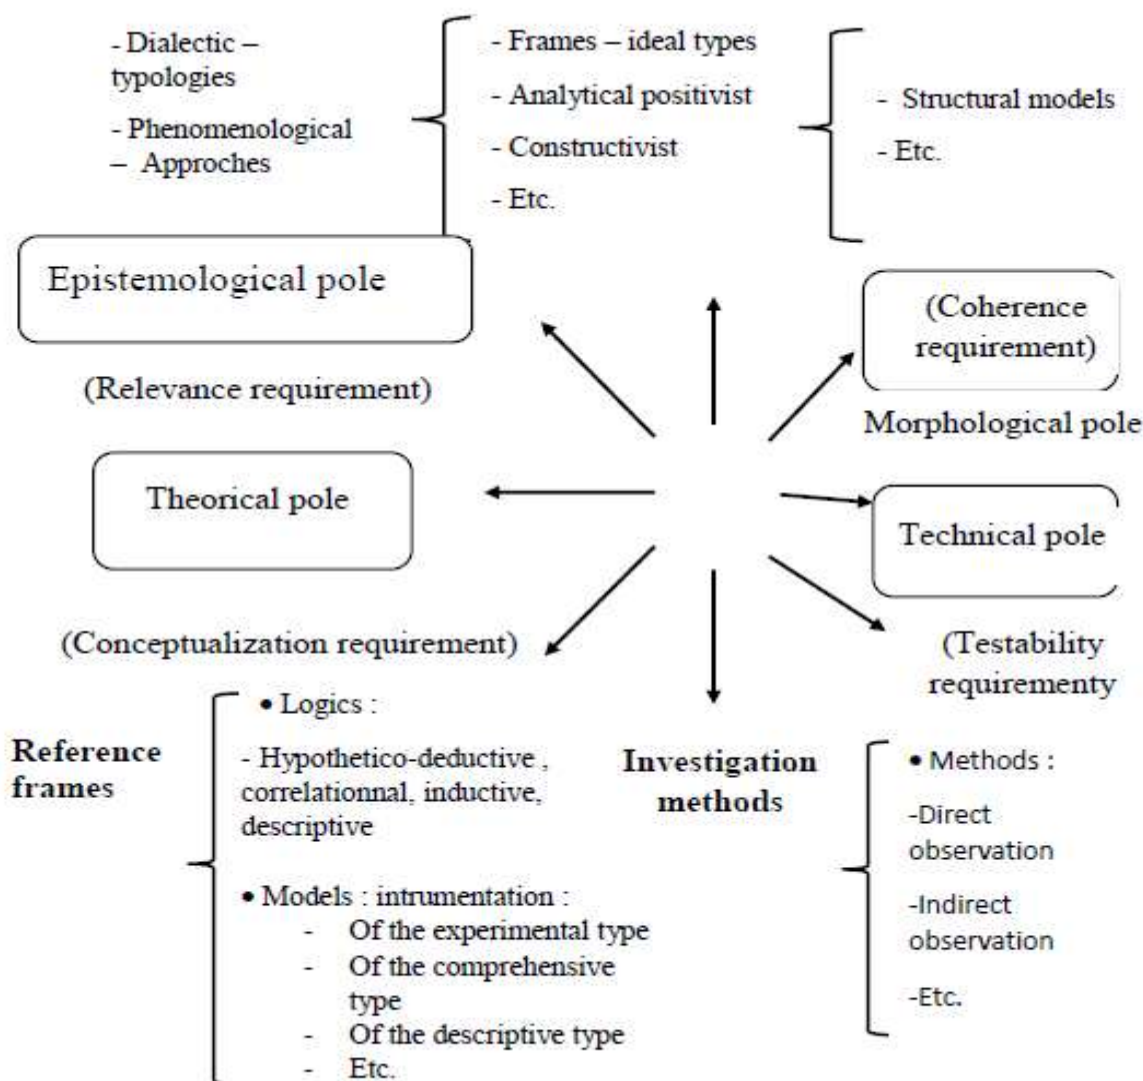 - Dialectic –
typologies
- Phenomenological
– Approches
- Frames – ideal types
- Analytical positivist
- Constructivist
- Etc.
- Structural models
- Etc.
Epistemological pole
(Relevance requirement)
(Coherence
requirement)
Morphological pole
Theorical pole
(Conceptualization requirement)
Technical pole
(Testability
requirementy
Reference
frames
• Logics :
- Hypothetico-deductive ,
correlationnal, inductive,
descriptive
• Models : intrumentation :
- Of the experimental type
- Of the comprehensive
type
- Of the descriptive type
- Etc.
Investigation
methods
• Methods :
-Direct
observation
-Indirect
observation
-Etc.